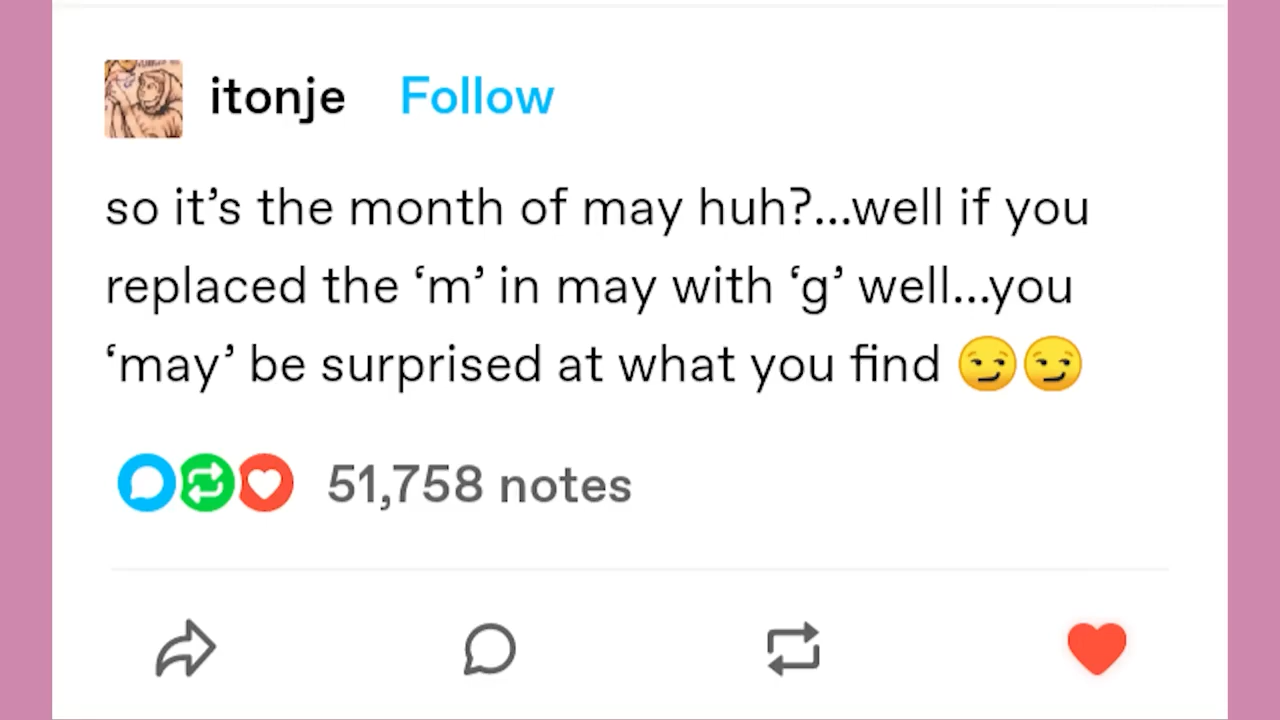 itonje Follow
so it’s the month of may huh?...well if you
replaced the ‘m’ in may with ‘g’ well...you
‘may’ be surprised at what you find 😏😏
51,758 notes